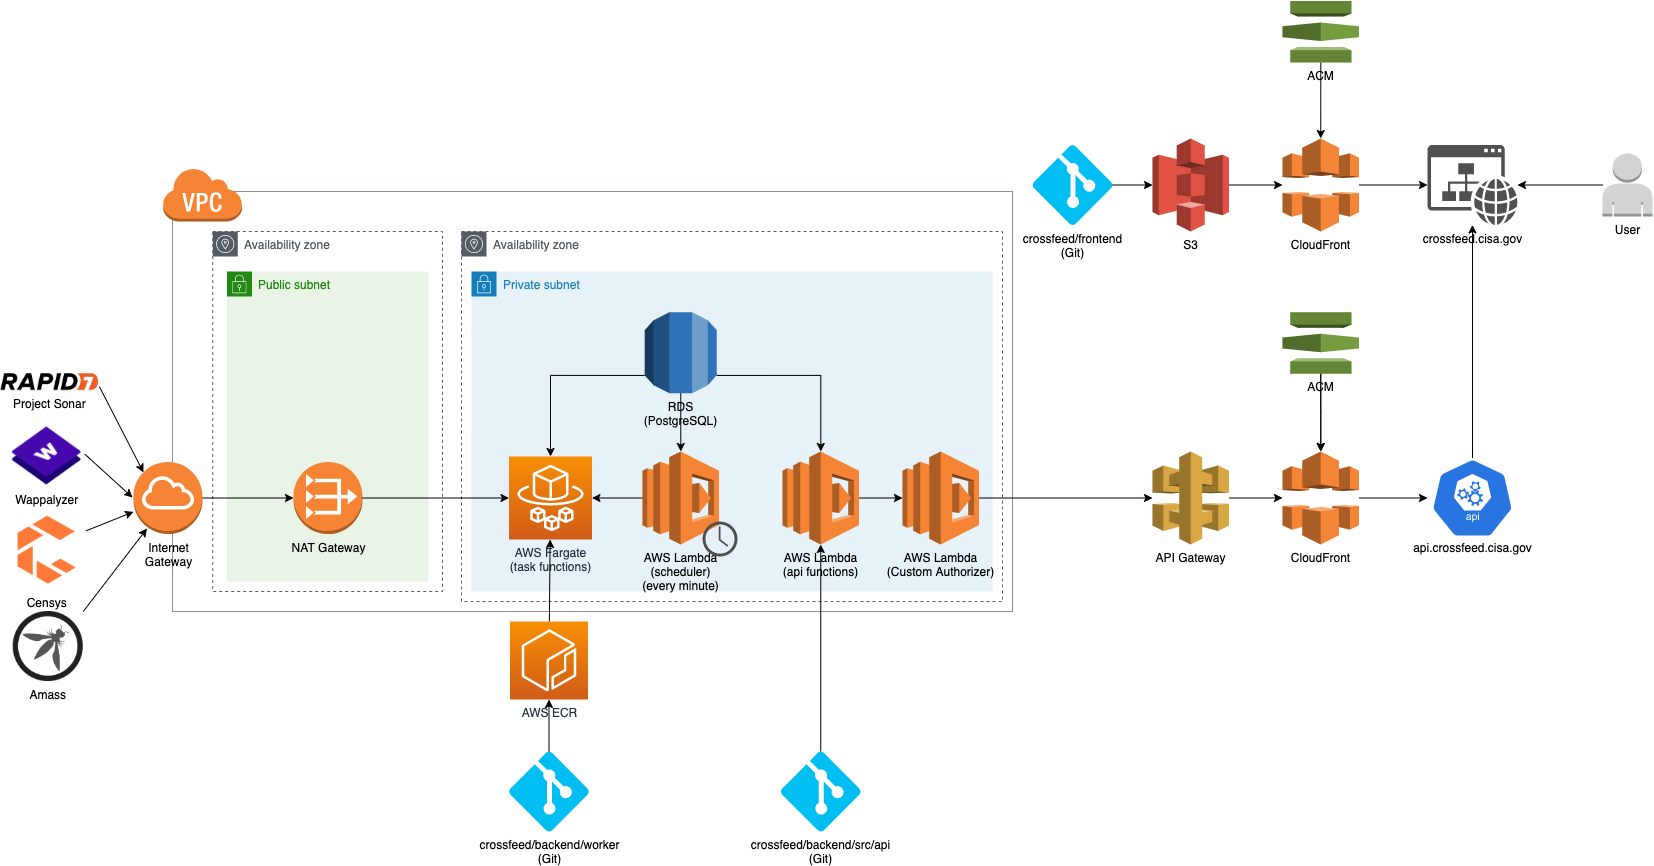 ACM
VPC
crossfeed/frontend
(Git)
S3
CloudFront
crossfeed.cisa.gov
User
Availability zone
Availability zone
Public subnet
Private subnet
RAPID7
Project Sonar
W
Wappalyzer
Censys
Amass
Internet
Gateway
NAT Gateway
RDS
(PostgreSQL)
AWS Fargate
(task functions)
AWS Lambda
(scheduler)
(every minute)
AWS Lambda
(api functions)
AWS Lambda
(Custom Authorizer)
ACM
API Gateway
CloudFront
api
api.crossfeed.cisa.gov
AWS ECR
crossfeed/backend/worker
(Git)
crossfeed/backend/src/api
(Git)